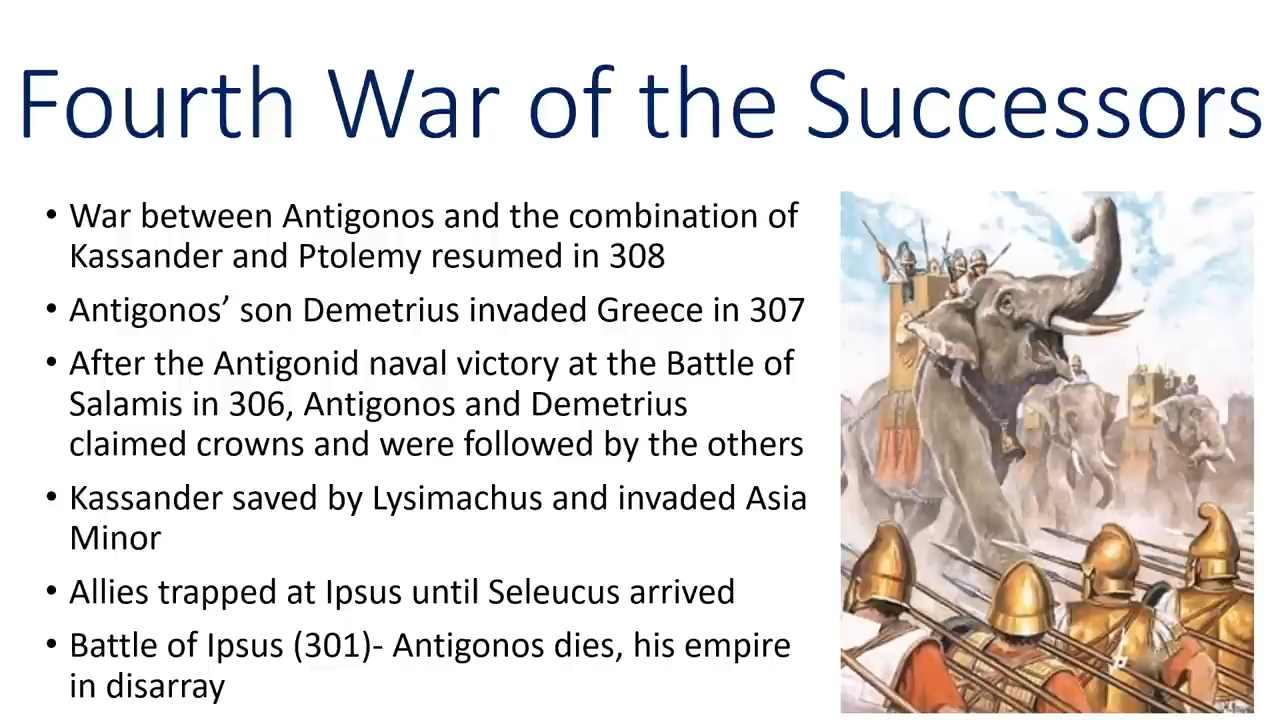 Fourth War of the Successors
• War between Antigonos and the combination of
Kassander and Ptolemy resumed in 308
• Antigonos’ son Demetrius invaded Greece in 307
• After the Antigonid naval victory at the Battle of
Salamis in 306, Antigonos and Demetrius
claimed crowns and were followed by the others
• Kassander saved by Lysimachus and invaded Asia
Minor
• Allies trapped at Ipsus until Seleucus arrived
• Battle of Ipsus (301)- Antigonos dies, his empire
in disarray